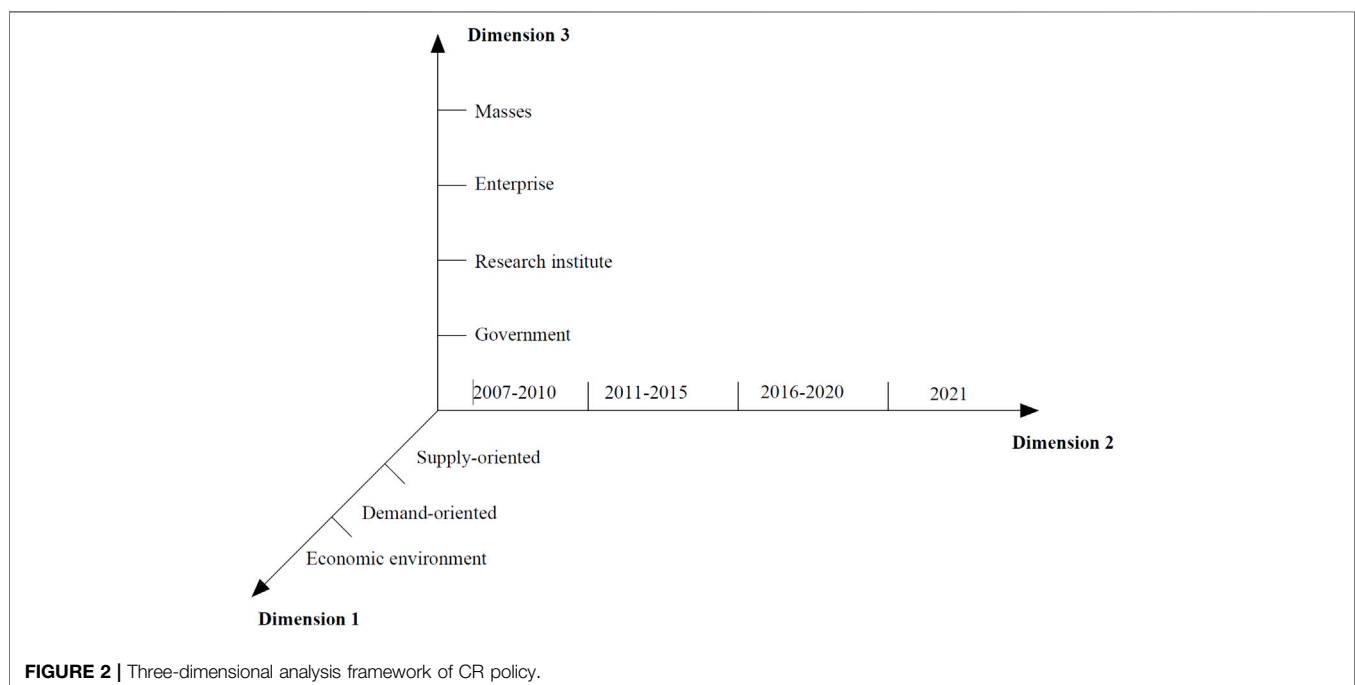 Dimension 3
Masses
Enterprise
Research institute
Government
2007-2010 2011-2015 2016-2020 2021
Dimension 2
Supply-oriented
Demand-oriented
Economic environment
Dimension 1
FIGURE 2 | Three-dimensional analysis framework of CR policy.